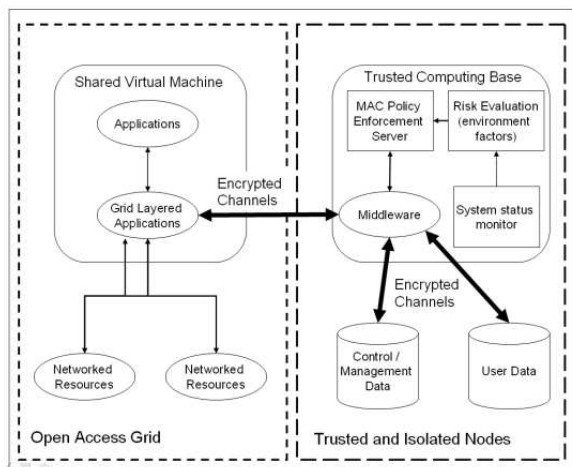 Shared Virtual Machine
Applications
Grid Layered
Applications
Networked
Resources
Networked
Resources
Open Access Grid
Encrypted
Channels
Trusted Computing Base
MAC Policy
Enforcement
Server
Risk Evaluation
(environment
factors)
Middleware
System status
monitor
Encrypted
Channels
Control /
Management
Data
User Data
Trusted and Isolated Nodes